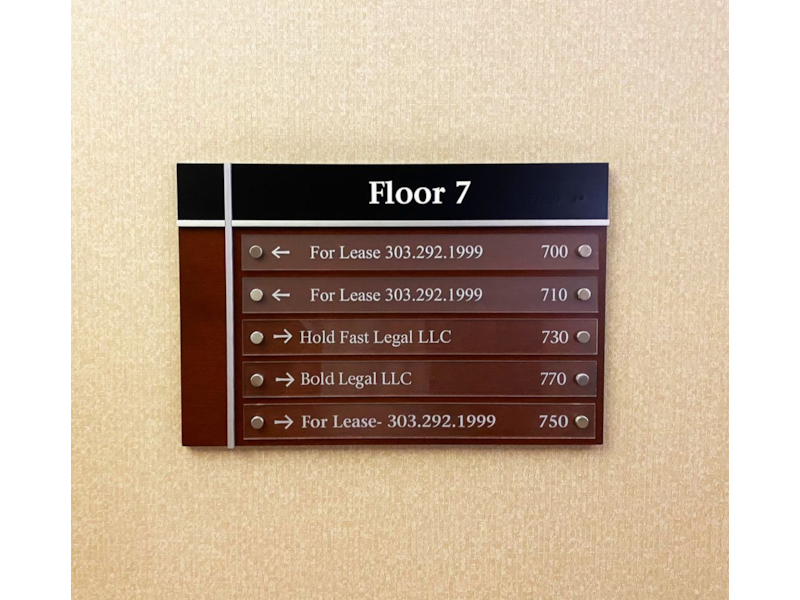 Floor 7
← For Lease 303.292.1999 700
← For Lease 303.292.1999 710
→ Hold Fast Legal LLC 730
→ Bold Legal LLC 770
→ For Lease- 303.292.1999 750